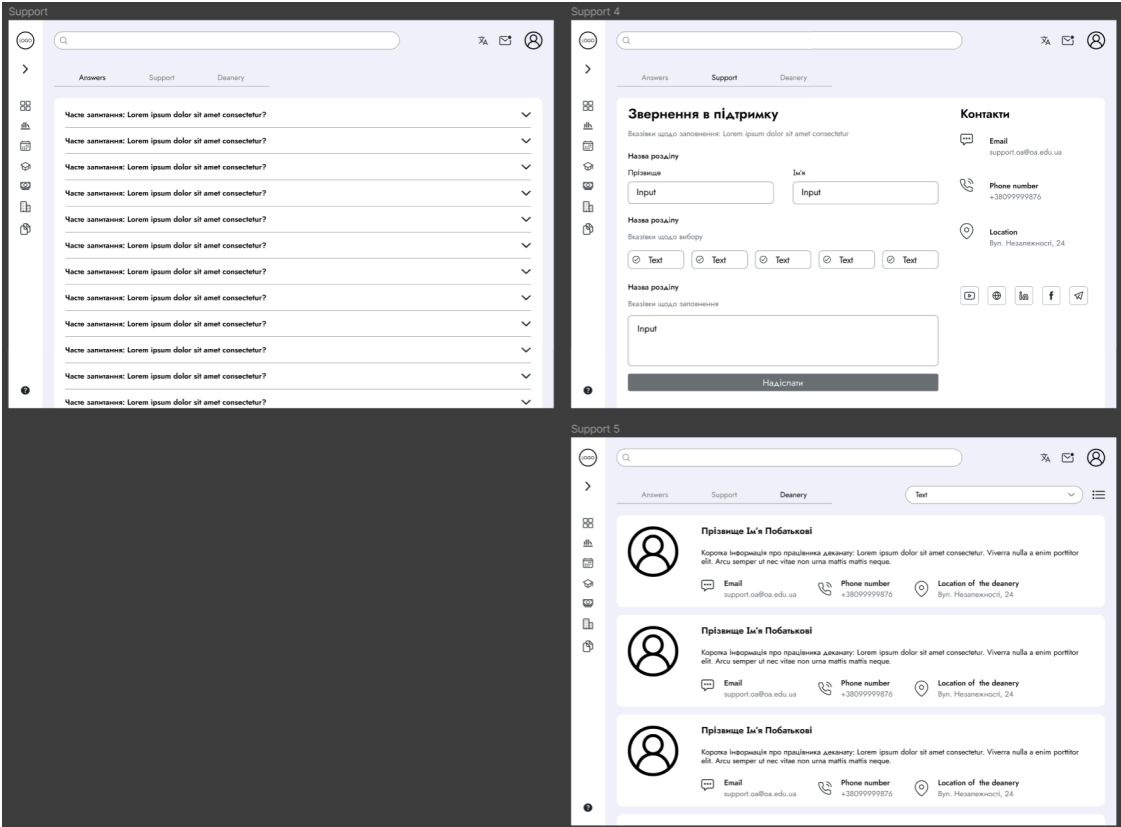 Support
LOGO
Answers Support Deanery
Часте запитання: Lorem ipsum dolor sit amet consectetur?
Часте запитання: Lorem ipsum dolor sit amet consectetur?
Часте запитання: Lorem ipsum dolor sit amet consectetur?
Часте запитання: Lorem ipsum dolor sit amet consectetur?
Часте запитання: Lorem ipsum dolor sit amet consectetur?
Часте запитання: Lorem ipsum dolor sit amet consectetur?
Часте запитання: Lorem ipsum dolor sit amet consectetur?
Часте запитання: Lorem ipsum dolor sit amet consectetur?
Часте запитання: Lorem ipsum dolor sit amet consectetur?
Часте запитання: Lorem ipsum dolor sit amet consectetur?
Часте запитання: Lorem ipsum dolor sit amet consectetur?
Часте запитання: Lorem ipsum dolor sit amet consectetur?
Support 4
LOGO
Answers Support Deanery
Звернення в підтримку
Вказівки щодо заповнення: Lorem ipsum dolor sit amet consectetur
Назва розділу
Прізвище Ім'я
Input Input
Назва розділу
Вказівки щодо вибору
Text Text Text Text Text
Назва розділу
Вказівки щодо заповнення
Input
Надіслати
Контакти
Email
support.oa@oa.edu.ua
Phone number
+38099999876
Location
Вул. Незалежності, 24
Support 5
LOGO
Answers Support Deanery Text
Прізвище Ім'я Побатькові
Коротка інформація про працівника деканату: Lorem ipsum dolor sit amet consectetur. Viverra nulla a enim porttitor
elit. Arcu semper ut nec vitae non urna mattis mattis neque.
Email Phone number Location of the deanery
support.oa@oa.edu.ua +38099999876 Вул. Незалежності, 24
Прізвище Ім'я Побатькові
Коротка інформація про працівника деканату: Lorem ipsum dolor sit amet consectetur. Viverra nulla a enim porttitor
elit. Arcu semper ut nec vitae non urna mattis mattis neque.
Email Phone number Location of the deanery
support.oa@oa.edu.ua +38099999876 Вул. Незалежності, 24
Прізвище Ім'я Побатькові
Коротка інформація про працівника деканату: Lorem ipsum dolor sit amet consectetur. Viverra nulla a enim porttitor
elit. Arcu semper ut nec vitae non urna mattis mattis neque.
Email Phone number Location of the deanery
support.oa@oa.edu.ua +38099999876 Вул. Незалежності, 24